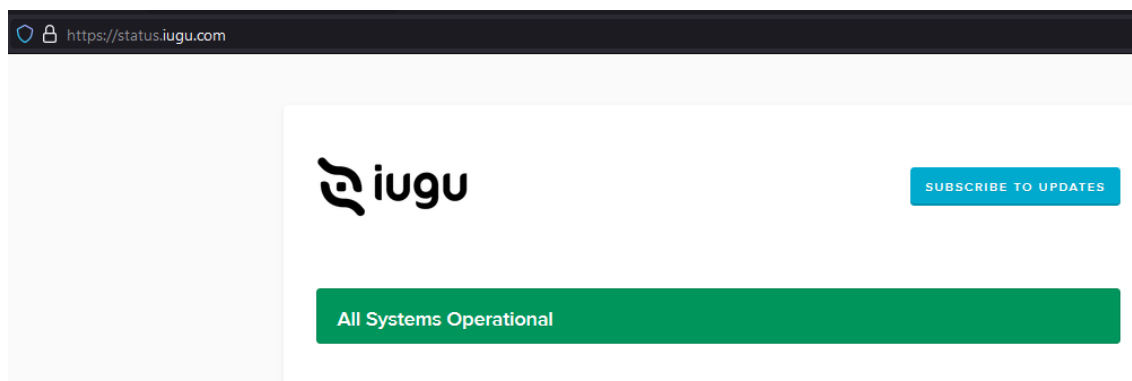 https://status.iugu.com
iugu
SUBSCRIBE TO UPDATES
All Systems Operational